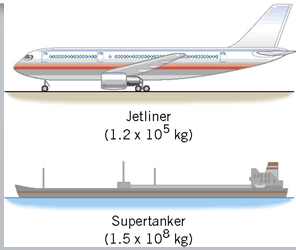 Jetliner
(1.2 x 10⁵ kg)
Supertanker
(1.5 x 10⁸ kg)